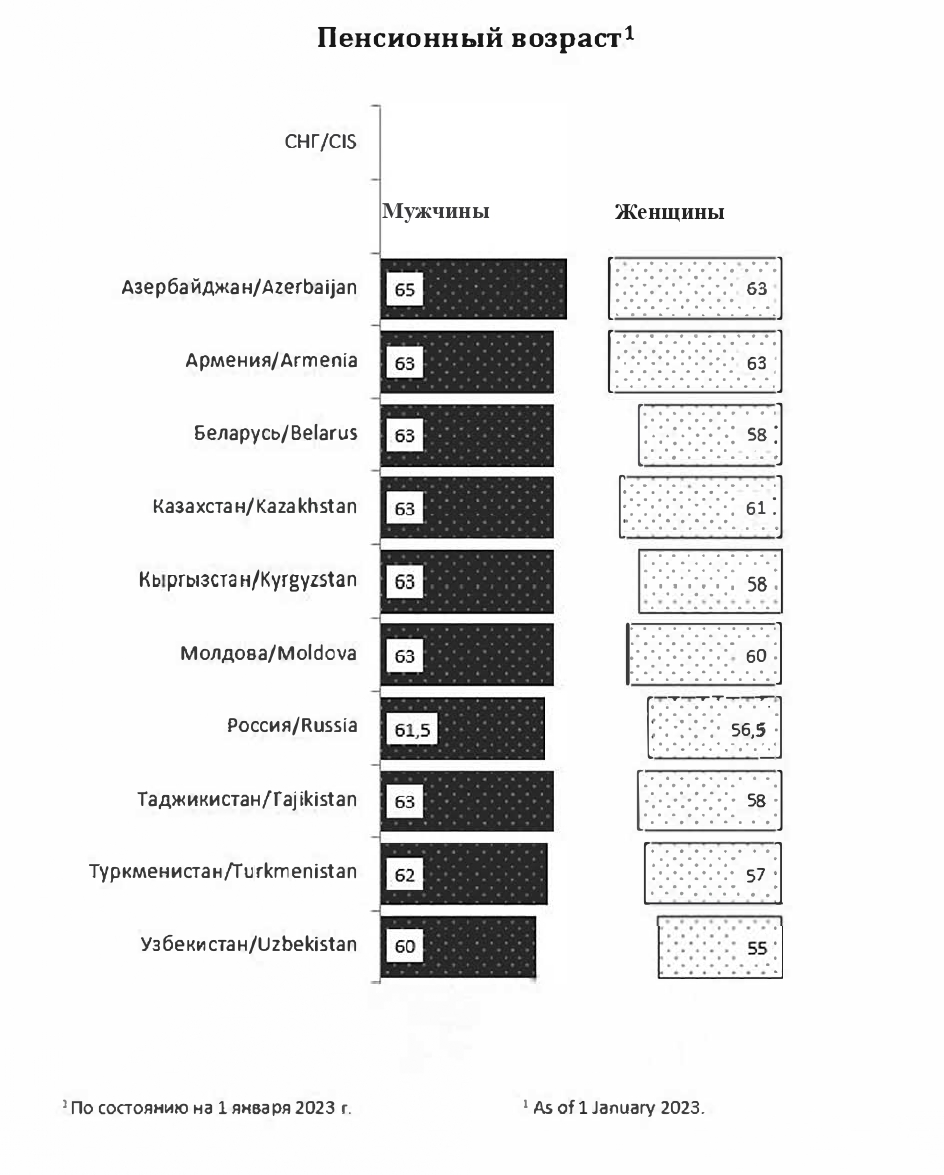 Пенсионный возраст¹
СНГ/CIS
Мужчины Женщины
Азербайджан/Azerbaijan 65 63
Армения/Armenia 63 63
Беларусь/Belarus 63 58
Казахстан/Kazakhstan 63 61
Кыргызстан/Kyrgyzstan 63 58
Молдова/Moldova 63 60
Россия/Russia 61,5 56,5
Таджикистан/Tajikistan 63 58
Туркменистан/Turkmenistan 62 57
Узбекистан/Uzbekistan 60 55
¹ По состоянию на 1 января 2023 г. ¹ As of 1 January 2023.